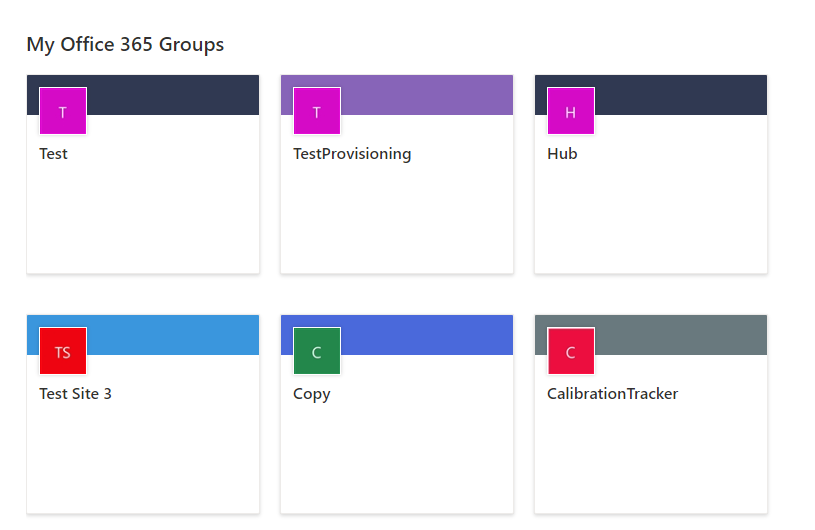 My Office 365 Groups
T
T
H
Test
TestProvisioning
Hub
TS
C
C
Test Site 3
Copy
CalibrationTracker